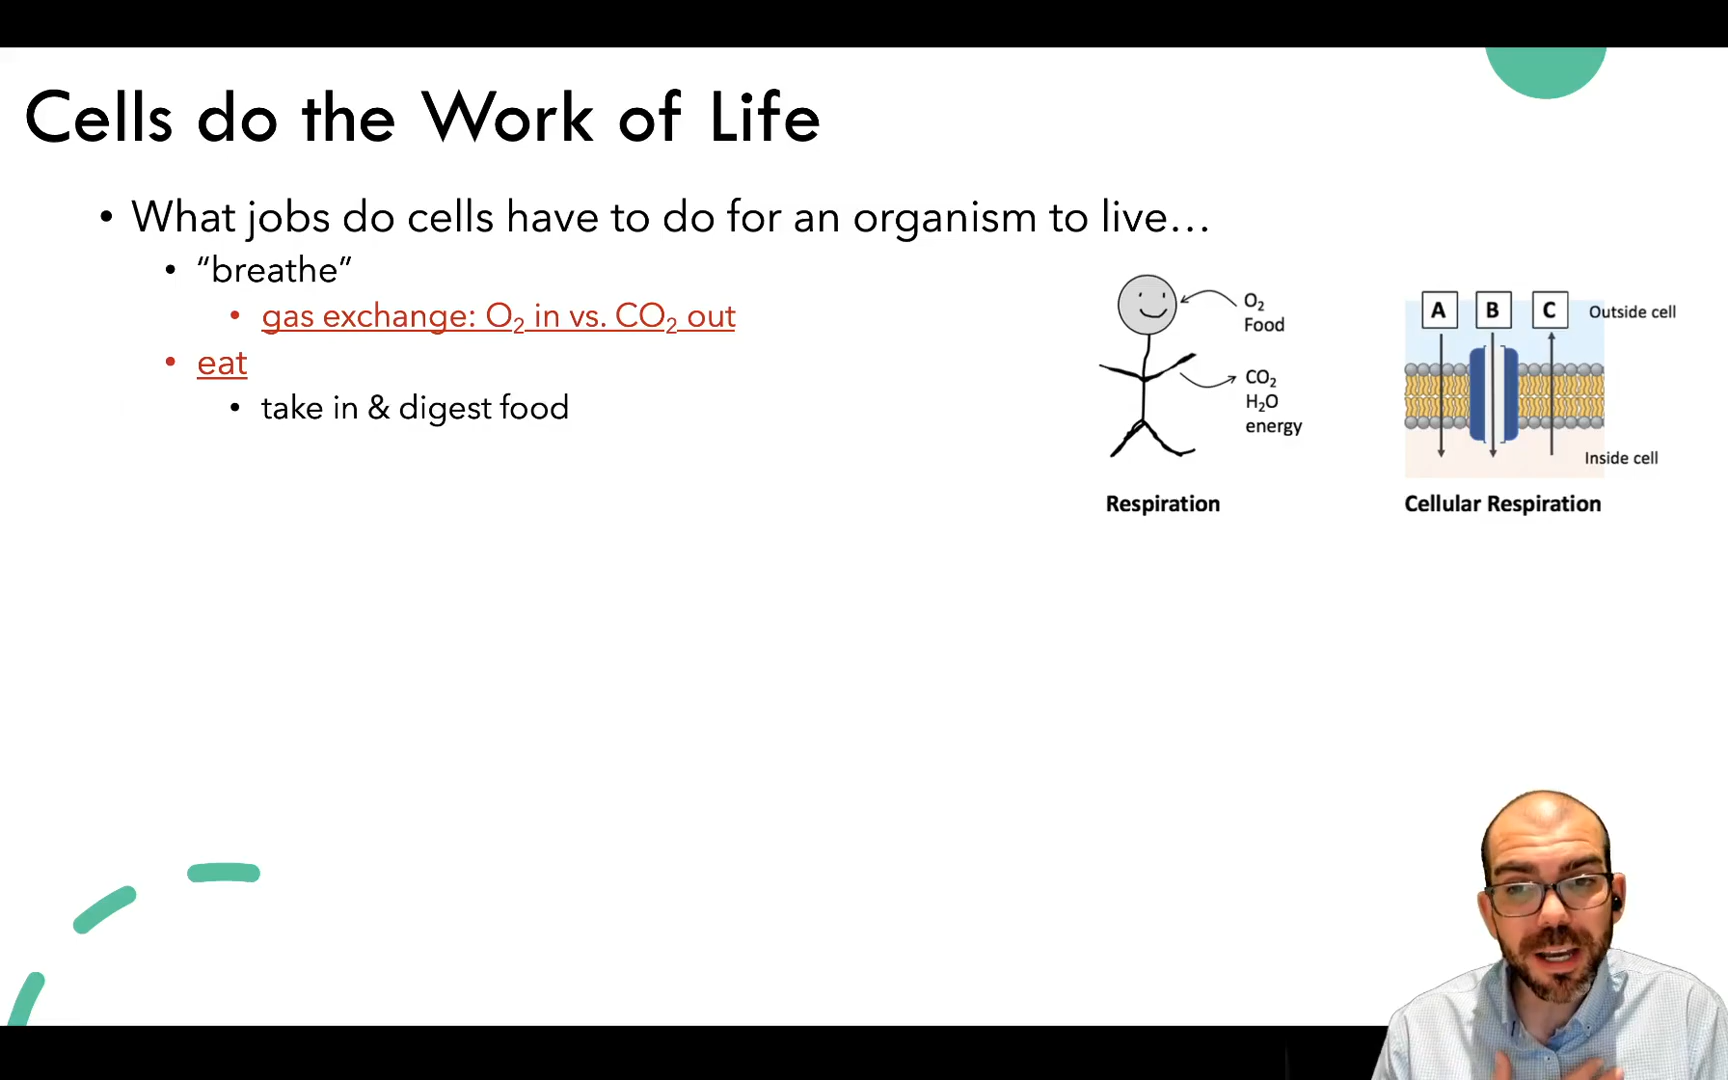 Cells do the Work of Life
• What jobs do cells have to do for an organism to live...
• “breathe”
• gas exchange: O₂ in vs. CO₂ out
• eat
• take in & digest food
O₂
Food
CO₂
H₂O
energy
Respiration
A B C Outside cell
Inside cell
Cellular Respiration